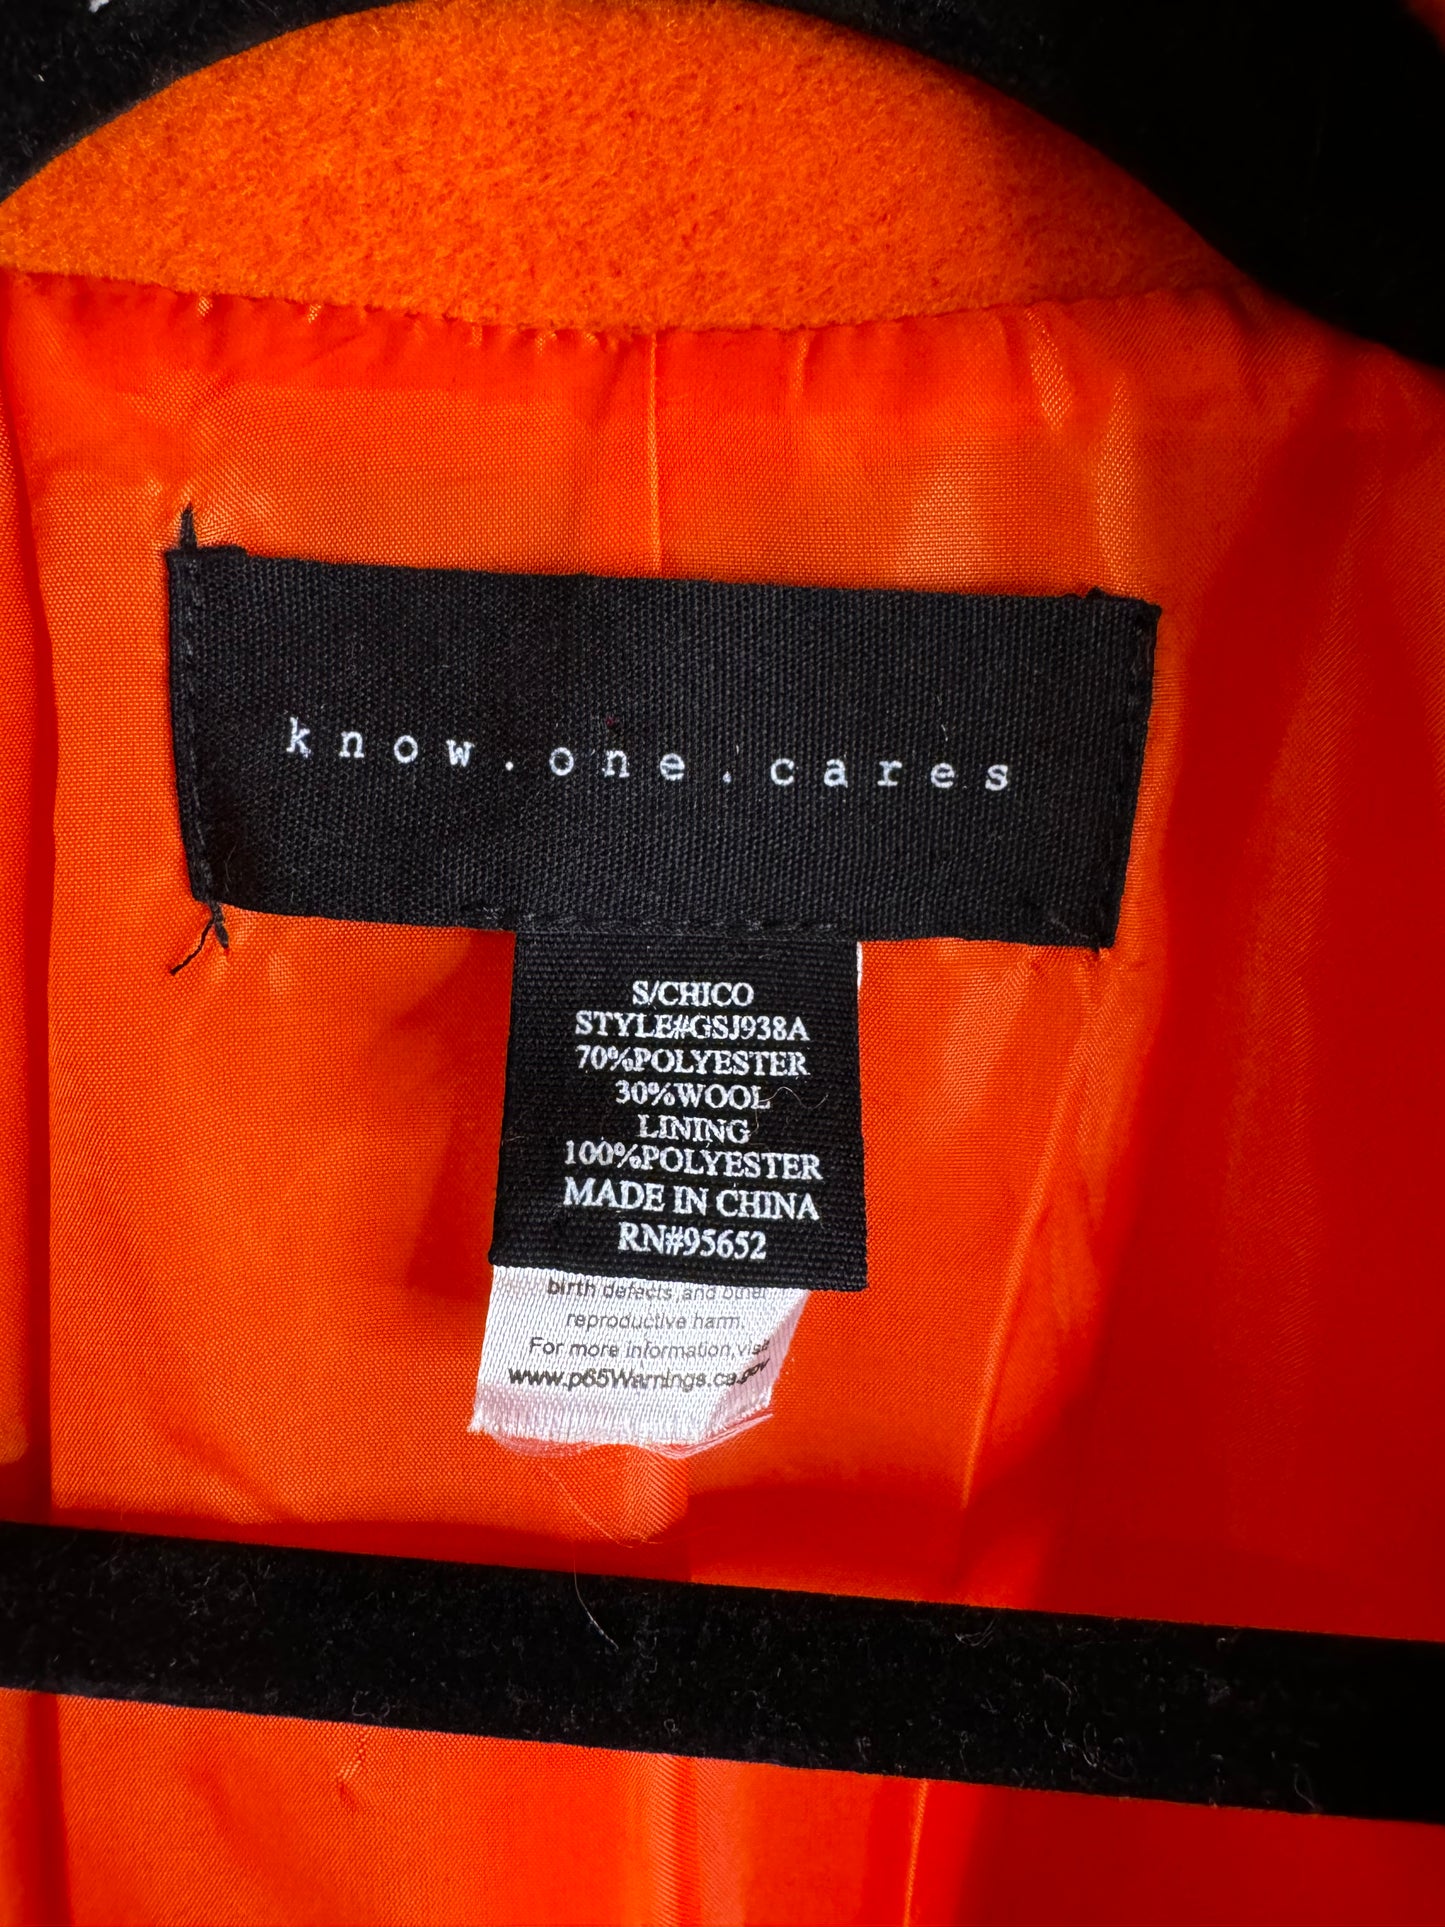 know.one.cares
S/CHICO
STYLE#GSJ938A
70%POLYESTER
30%WOOL
LINING
100%POLYESTER
MADE IN CHINA
RN#95652
birth defects and other
reproductive harm.
For more information,visit
www.p65Warnings.ca.gov